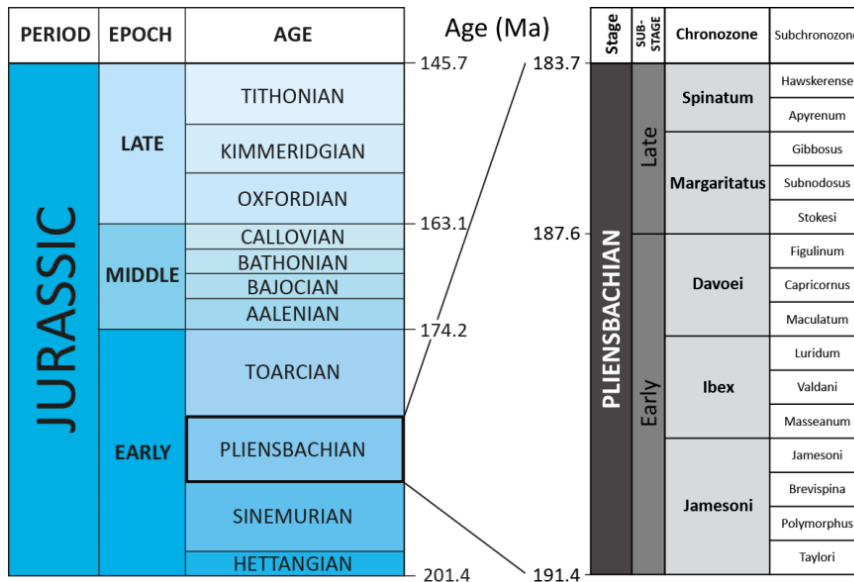 PERIOD EPOCH AGE Age (Ma) Stage SUB-STAGE Chronozone Subchronozone
JURASSIC
LATE
TITHONIAN
KIMMERIDGIAN
OXFORDIAN
MIDDLE
CALLOVIAN
BATHONIAN
BAJOCIAN
AALENIAN
EARLY
TOARCIAN
PLIENSBACHIAN
SINEMURIAN
HETTANGIAN
145.7
163.1
174.2
201.4
183.7
187.6
191.4
PLIENSBACHIAN
Late
Spinatum
Hawskerense
Apyrenum
Margaritatus
Gibbosus
Subnodosus
Stokesi
Early
Davoei
Figulinum
Capricornus
Maculatum
Ibex
Luridum
Valdani
Masseanum
Jamesoni
Jamesoni
Brevispina
Polymorphus
Taylori